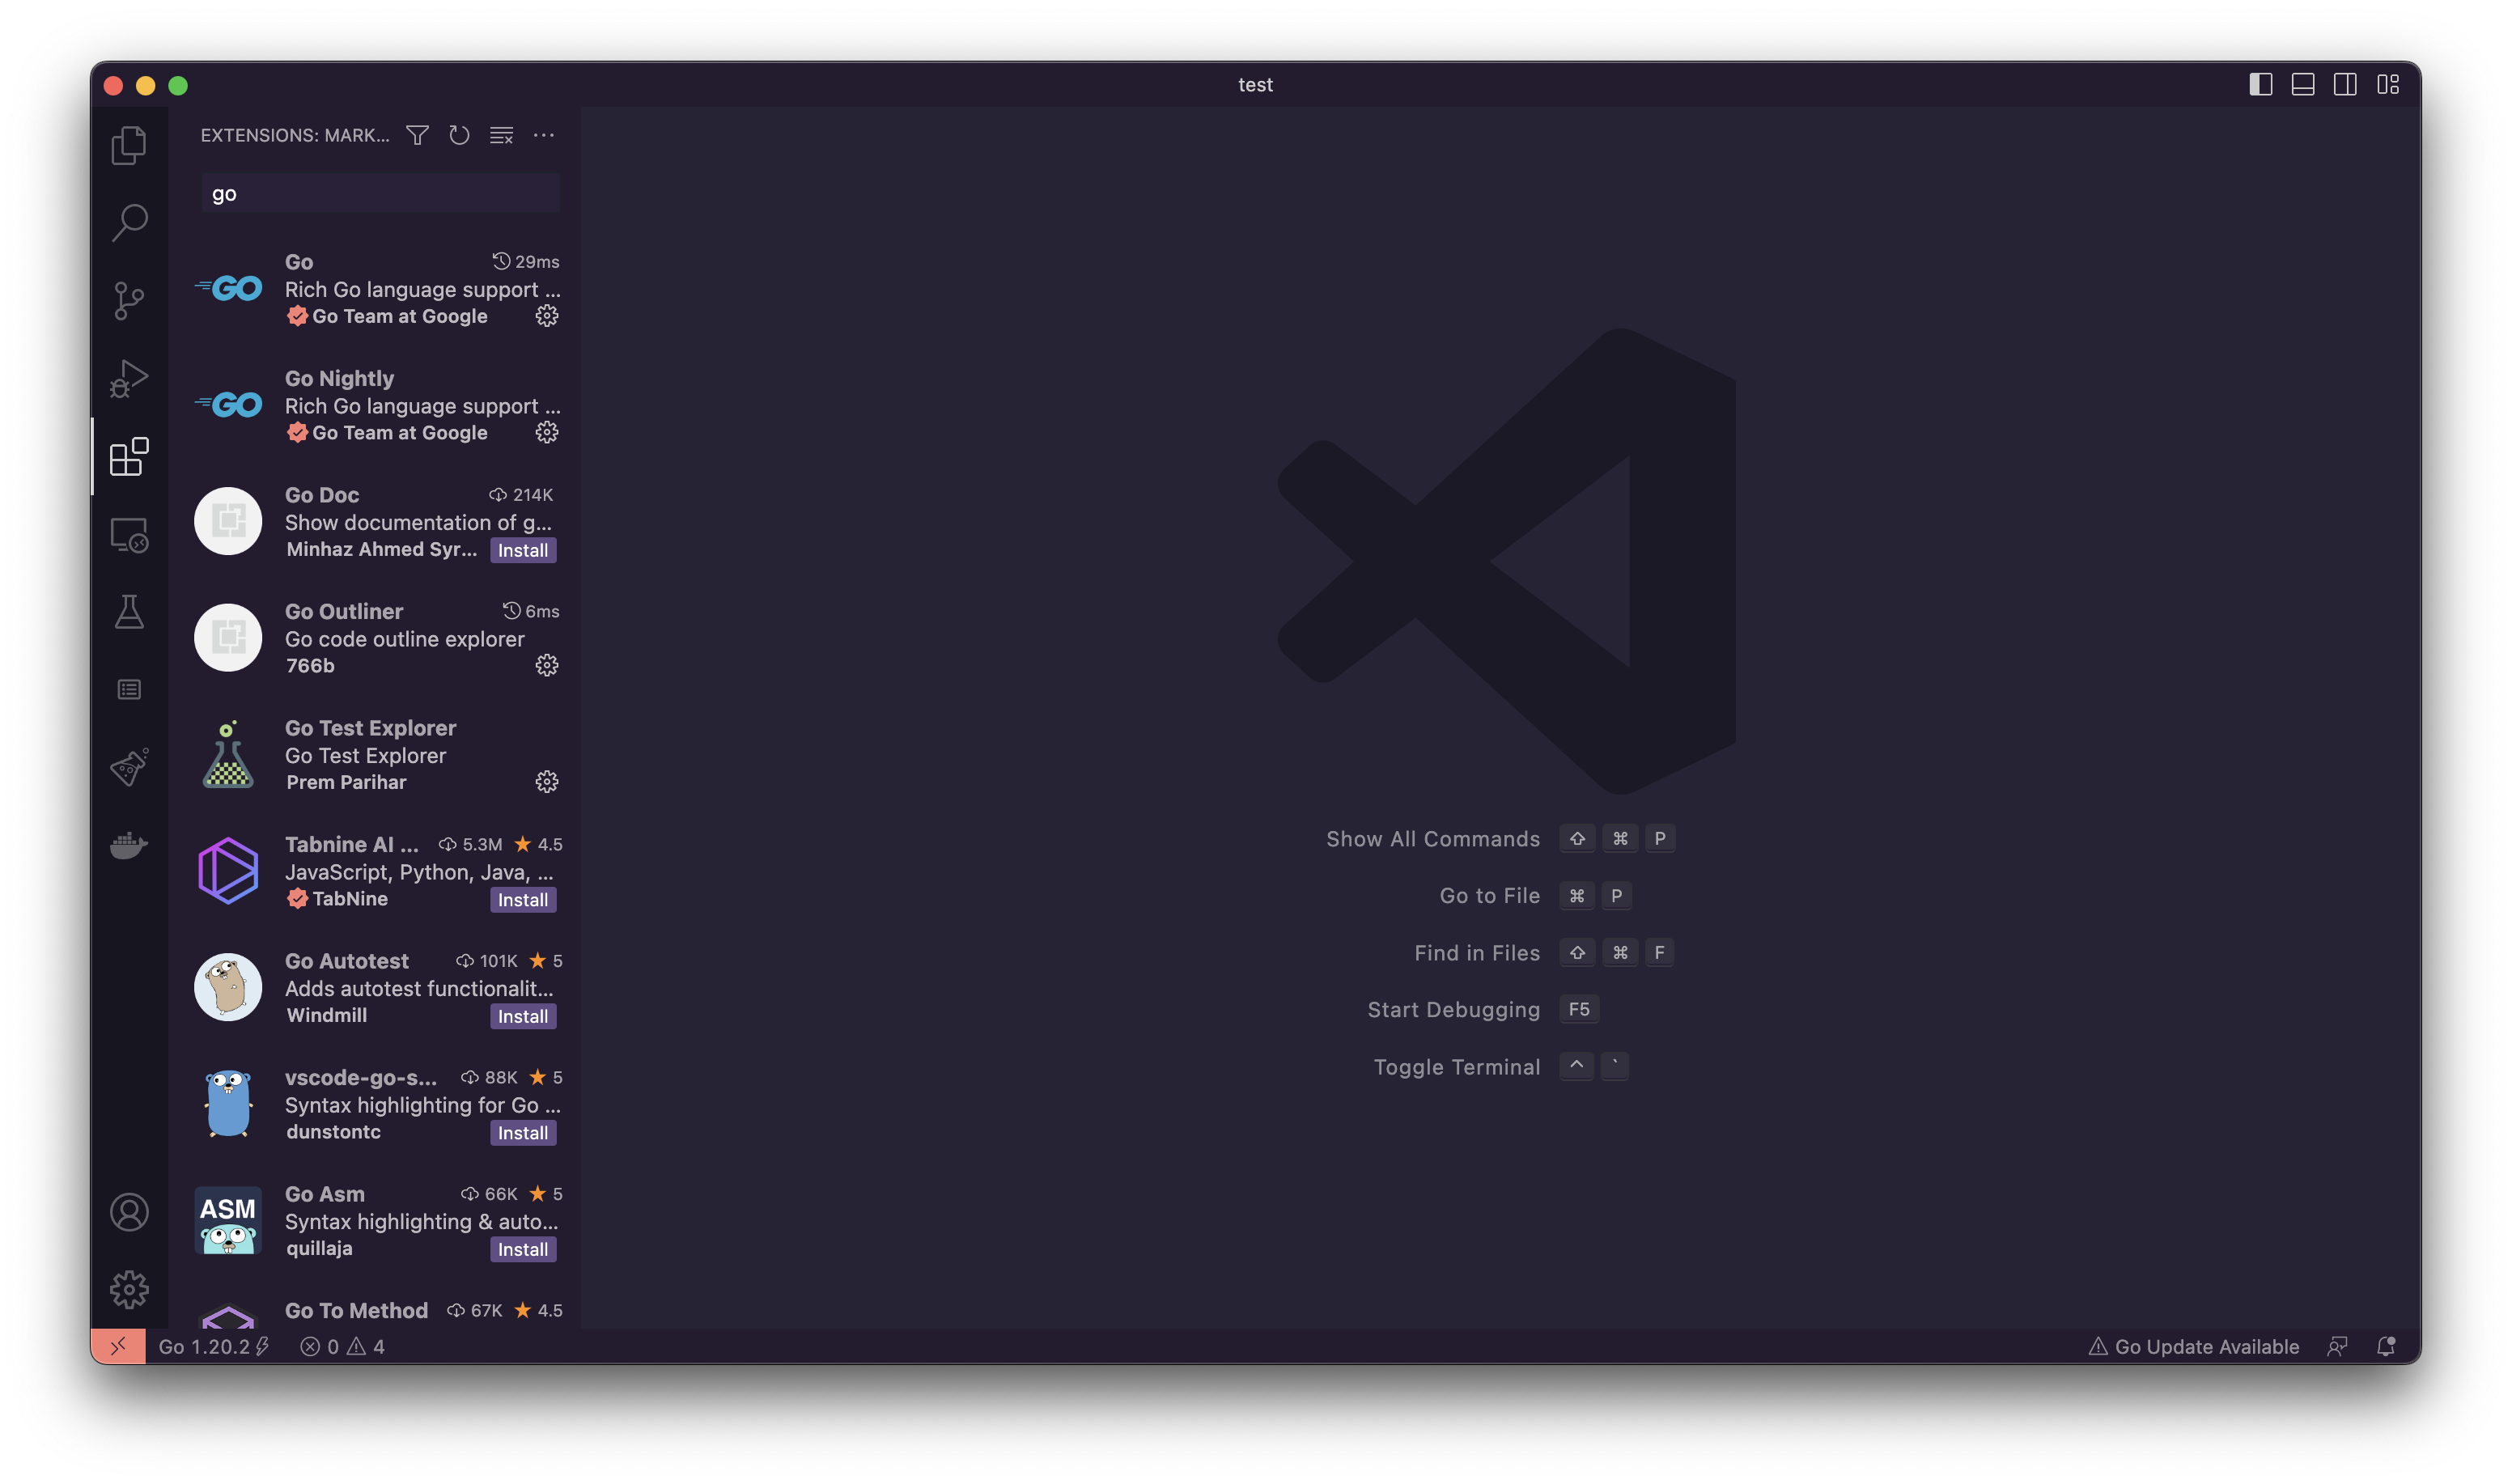 test
EXTENSIONS: MARK...
go
GO
Go 29ms
Rich Go language support ...
Go Team at Google
GO
Go Nightly
Rich Go language support ...
Go Team at Google
Go Doc 214K
Show documentation of g...
Minhaz Ahmed Syr... Install
Go Outliner 6ms
Go code outline explorer
766b
Go Test Explorer
Go Test Explorer
Prem Parihar
Tabnine AI ... 5.3M ★ 4.5
JavaScript, Python, Java, ...
TabNine Install
Go Autotest 101K ★ 5
Adds autotest functionalit...
Windmill Install
vscode-go-s... 88K ★ 5
Syntax highlighting for Go ...
dunstontc Install
ASM
Go Asm 66K ★ 5
Syntax highlighting & auto...
quillaja Install
Go To Method 67K ★ 4.5
Show All Commands ⇧ ⌘ P
Go to File ⌘ P
Find in Files ⇧ ⌘ F
Start Debugging F5
Toggle Terminal ^ `
Go 1.20.2 0 4
Go Update Available